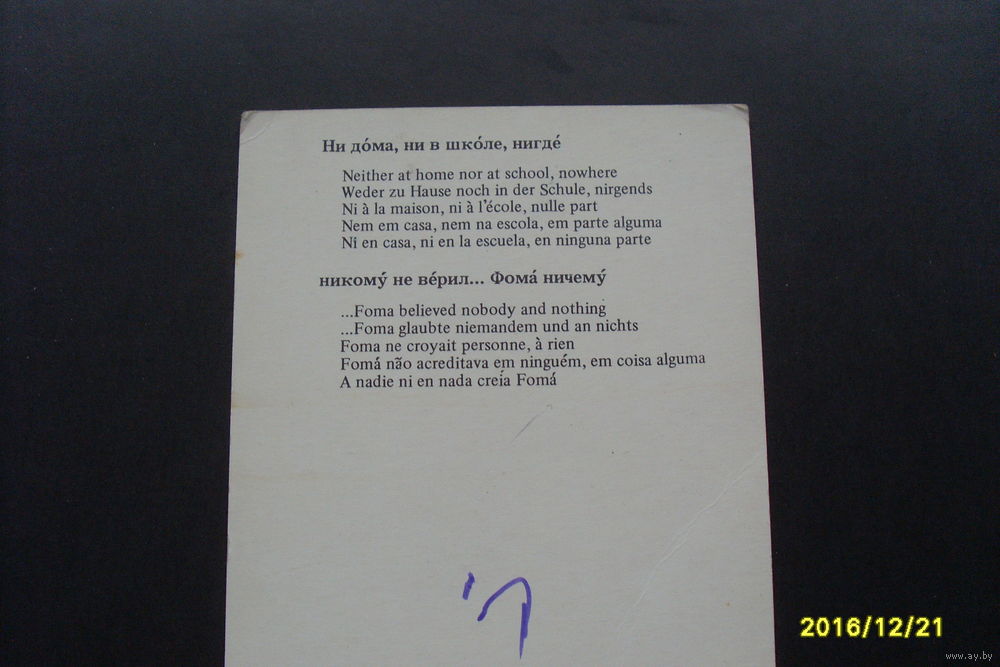 Ни до́ма, ни в шко́ле, нигде́
Neither at home nor at school, nowhere
Weder zu Hause noch in der Schule, nirgends
Ni à la maison, ni à l'école, nulle part
Nem em casa, nem na escola, em parte alguma
Ni en casa, ni en la escuela, en ninguna parte
никому́ не ве́рил... Фома́ ничему́
...Foma believed nobody and nothing
...Foma glaubte niemandem und an nichts
Foma ne croyait personne, à rien
Fomá não acreditava em ninguém, em coisa alguma
A nadie ni en nada creía Fomá
2016/12/21
www.ay.by